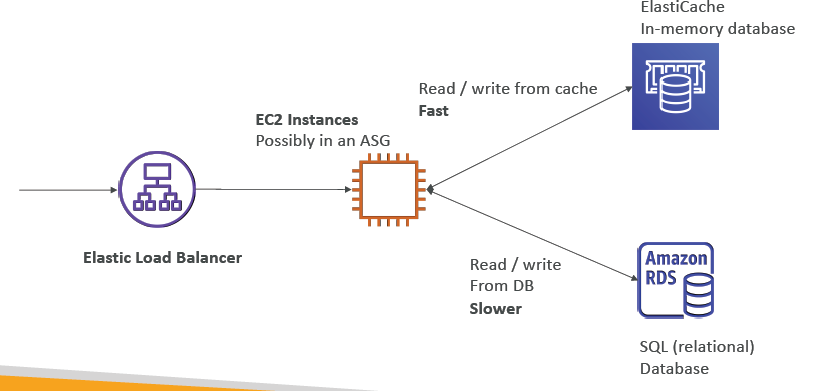 ElastiCache
In-memory database
Read / write from cache
Fast
EC2 Instances
Possibly in an ASG
Elastic Load Balancer
Read / write
From DB
Slower
Amazon
RDS
SQL (relational)
Database